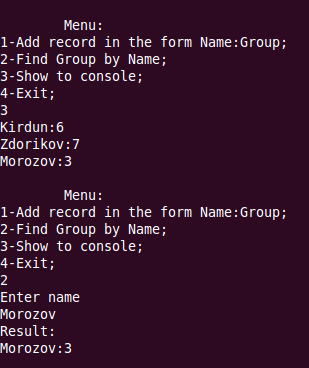 Menu:
1-Add record in the form Name:Group;
2-Find Group by Name;
3-Show to console;
4-Exit;
3
Kirdun:6
Zdorikov:7
Morozov:3
Menu:
1-Add record in the form Name:Group;
2-Find Group by Name;
3-Show to console;
4-Exit;
2
Enter name
Morozov
Result:
Morozov:3